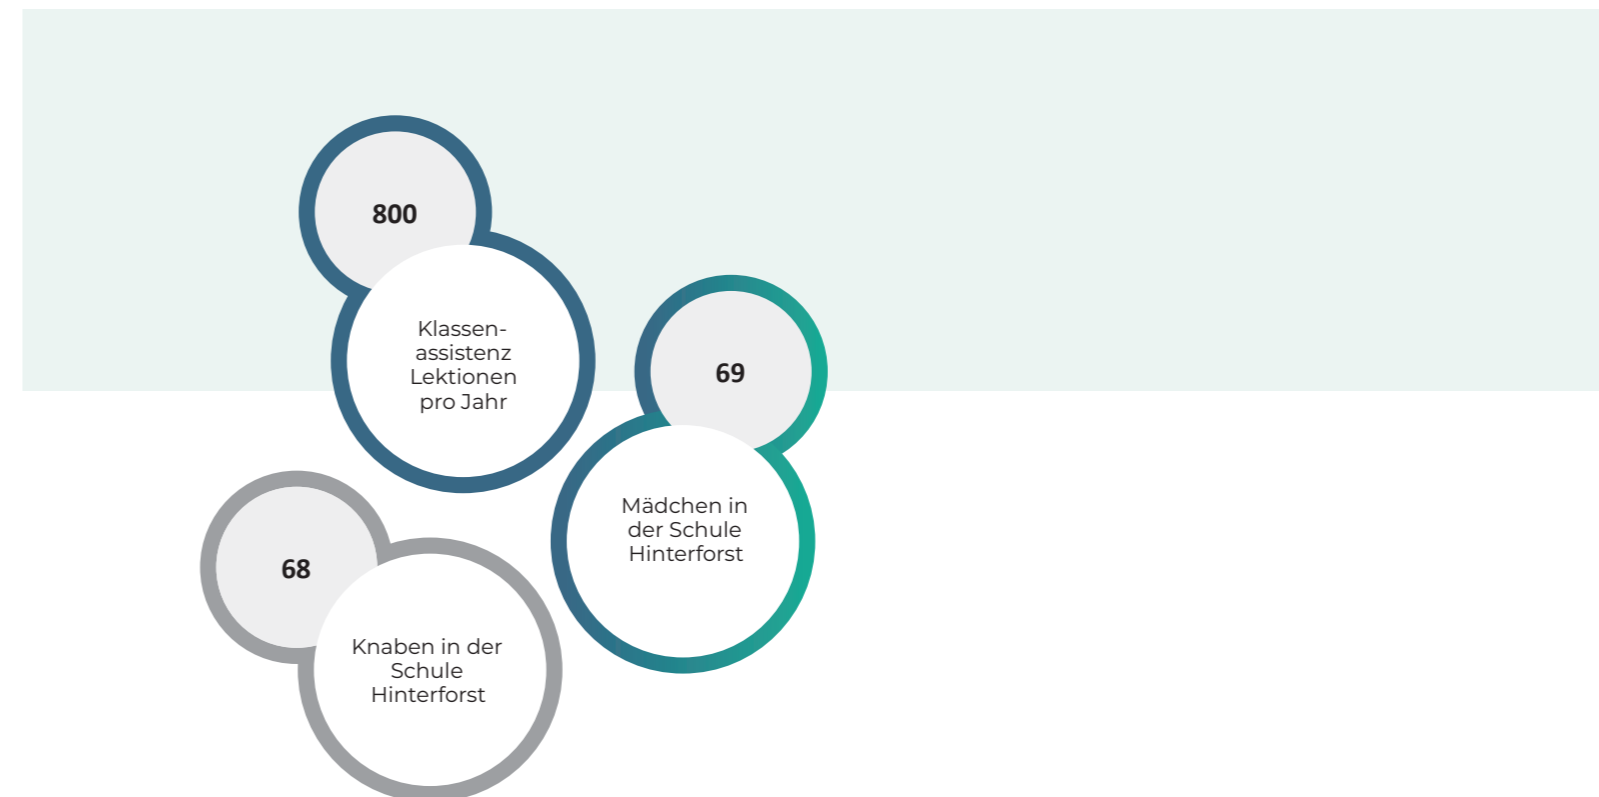 800
Klassen-
assistenz
Lektionen
pro Jahr
69
Mädchen in
der Schule
Hinterforst
68
Knaben in der
Schule
Hinterforst